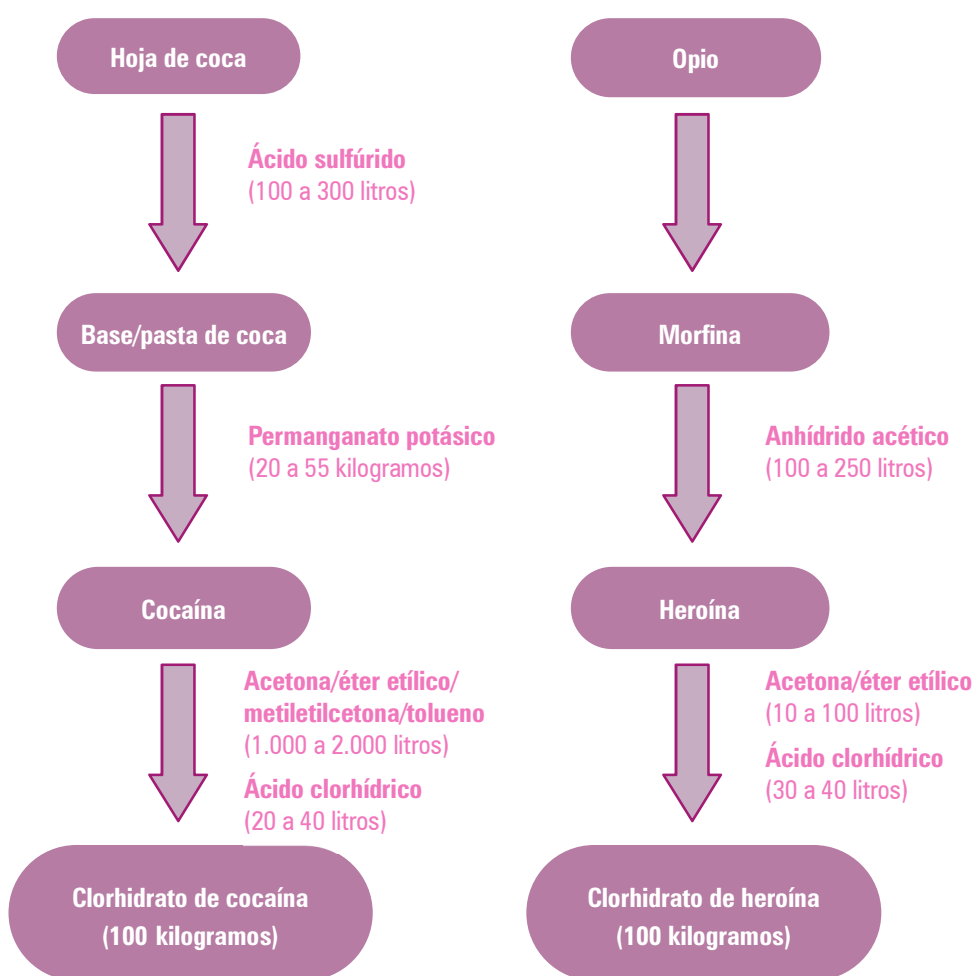 Hoja de coca
Ácido sulfúrido
(100 a 300 litros)
Base/pasta de coca
Permanganato potásico
(20 a 55 kilogramos)
Cocaína
Acetona/éter etílico/
metiletilcetona/tolueno
(1.000 a 2.000 litros)
Ácido clorhídrico
(20 a 40 litros)
Clorhidrato de cocaína
(100 kilogramos)
Opio
Morfina
Anhídrido acético
(100 a 250 litros)
Heroína
Acetona/éter etílico
(10 a 100 litros)
Ácido clorhídrico
(30 a 40 litros)
Clorhidrato de heroína
(100 kilogramos)